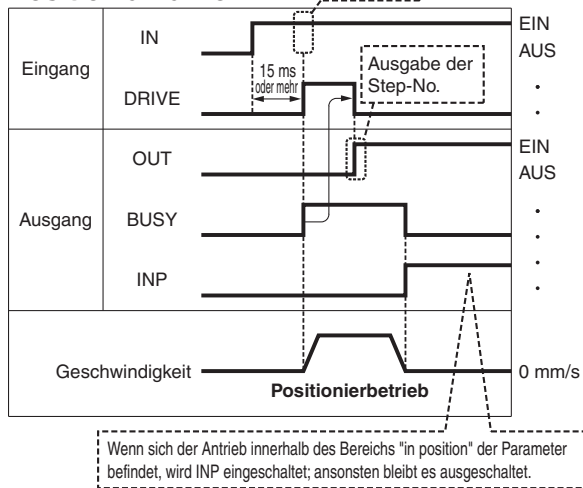 IN
EIN
AUS
Eingang
15 ms
oder mehr
Ausgabe der
Step-No.
DRIVE
OUT
EIN
AUS
Ausgang
BUSY
INP
Geschwindigkeit
0 mm/s
Positionierbetrieb
Wenn sich der Antrieb innerhalb des Bereichs "in position" der Parameter
befindet, wird INP eingeschaltet; ansonsten bleibt es ausgeschaltet.